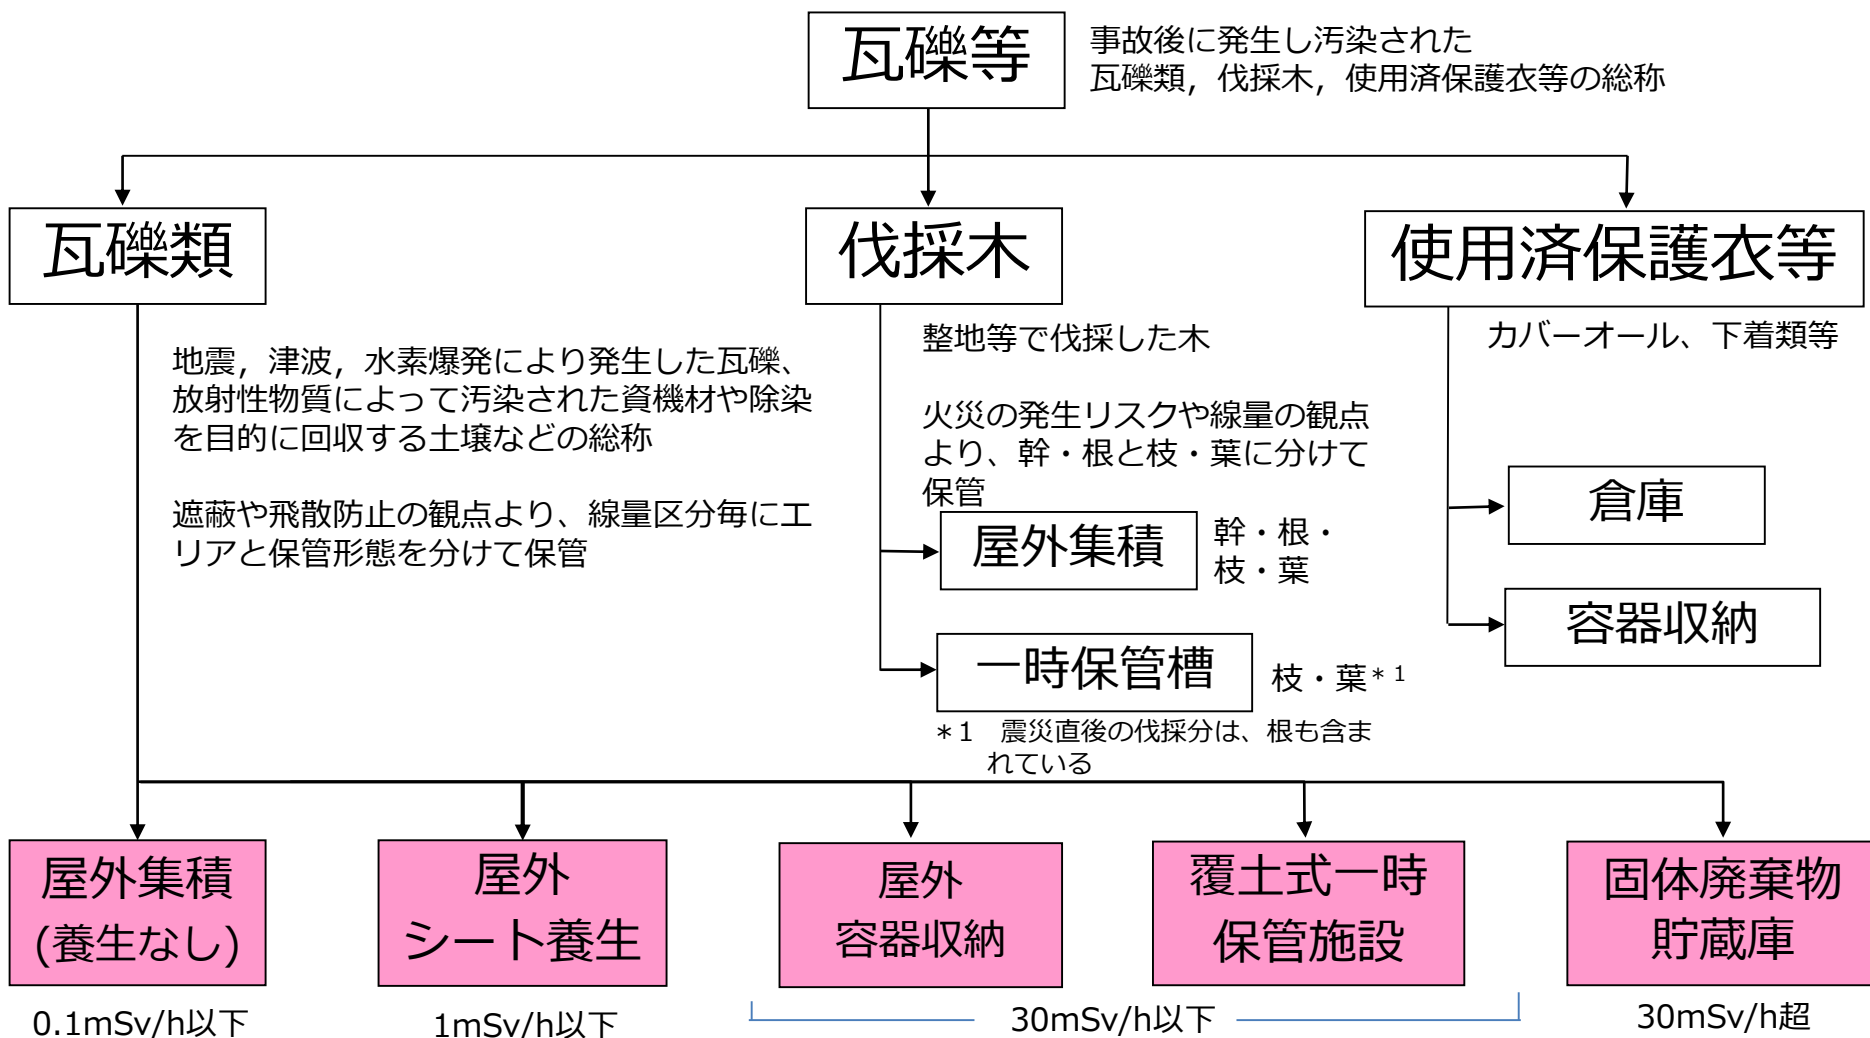 瓦礫等
事故後に発生し汚染された
瓦礫類，伐採木，使用済保護衣等の総称
瓦礫類
伐採木
使用済保護衣等
地震，津波，水素爆発により発生した瓦礫、
放射性物質によって汚染された資機材や除染
を目的に回収する土壌などの総称
遮蔽や飛散防止の観点より、線量区分毎にエ
リアと保管形態を分けて保管
整地等で伐採した木
火災の発生リスクや線量の観点
より、幹・根と枝・葉に分けて
保管
屋外集積
幹・根・
枝・葉
一時保管槽
枝・葉＊1
＊1　震災直後の伐採分は、根も含ま
れている
カバーオール、下着類等
倉庫
容器収納
屋外集積
(養生なし)
0.1mSv/h以下
屋外
シート養生
1mSv/h以下
屋外
容器収納
覆土式一時
保管施設
30mSv/h以下
固体廃棄物
貯蔵庫
30mSv/h超